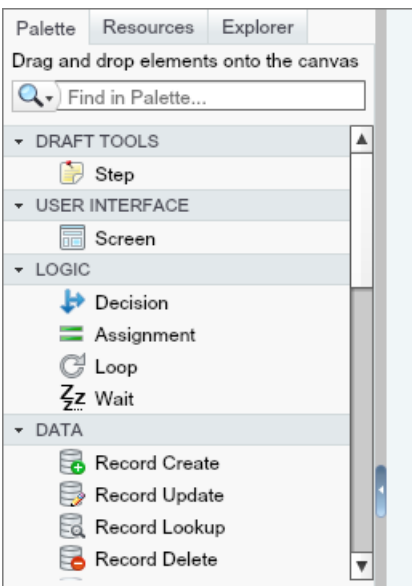 Palette Resources Explorer
Drag and drop elements onto the canvas
Find in Palette...
DRAFT TOOLS
Step
USER INTERFACE
Screen
LOGIC
Decision
Assignment
Loop
Zzz Wait
DATA
Record Create
Record Update
Record Lookup
Record Delete